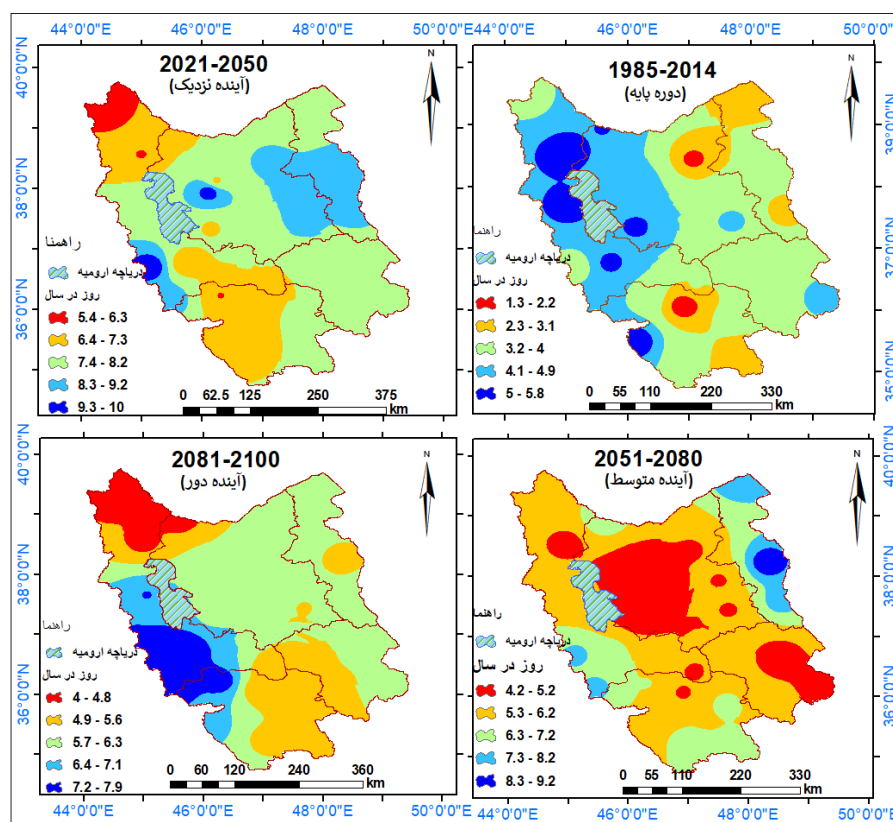 44°0'0"E 46°0'0"E 48°0'0"E 50°0'0"E
44°0'0"E 46°0'0"E 48°0'0"E 50°0'0"E
40°0'0"N
38°0'0"N
36°0'0"N
2021-2050
(آینده نزدیک)
N
راهنما
دریاچه ارومیه
روز در سال
5.4 - 6.3
6.4 - 7.3
7.4 - 8.2
8.3 - 9.2
9.3 - 10
0 62.5 125 250 375
km
1985-2014
(دوره پایه)
N
39°0'0"N
37°0'0"N
36°0'0"N
35°0'0"N
راهنما
دریاچه ارومیه
روز در سال
1.3 - 2.2
2.3 - 3.1
3.2 - 4
4.1 - 4.9
5 - 5.8
0 55 110 220 330
km
40°0'0"N
38°0'0"N
36°0'0"N
2081-2100
(آینده دور)
N
راهنما
دریاچه ارومیه
روز در سال
4 - 4.8
4.9 - 5.6
5.7 - 6.3
6.4 - 7.1
7.2 - 7.9
0 30 60 120 240 360
km
2051-2080
(آینده متوسط)
N
40°0'0"N
38°0'0"N
36°0'0"N
راهنما
دریاچه ارومیه
روز در سال
4.2 - 5.2
5.3 - 6.2
6.3 - 7.2
7.3 - 8.2
8.3 - 9.2
0 55 110 220 330
km
44°0'0"E 46°0'0"E 48°0'0"E
44°0'0"E 46°0'0"E 48°0'0"E 50°0'0"E